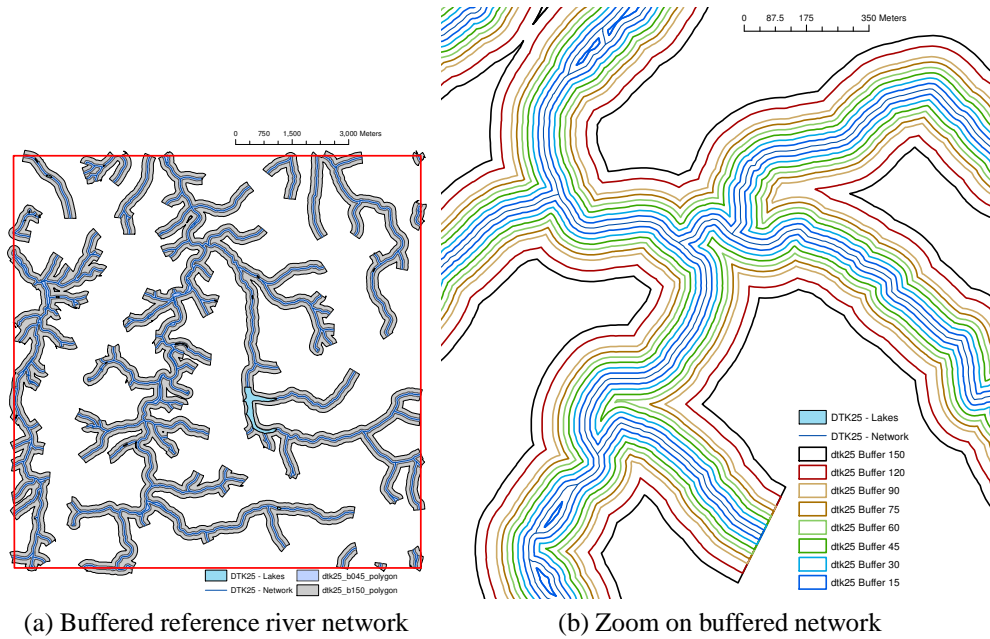 0 750 1,500 3,000 Meters
DTK25 - Lakes
DTK25 - Network
dtk25_b045_polygon
dtk25_b150_polygon
(a) Buffered reference river network
0 87.5 175 350 Meters
DTK25 - Lakes
DTK25 - Network
dtk25 Buffer 150
dtk25 Buffer 120
dtk25 Buffer 90
dtk25 Buffer 75
dtk25 Buffer 60
dtk25 Buffer 45
dtk25 Buffer 30
dtk25 Buffer 15
(b) Zoom on buffered network